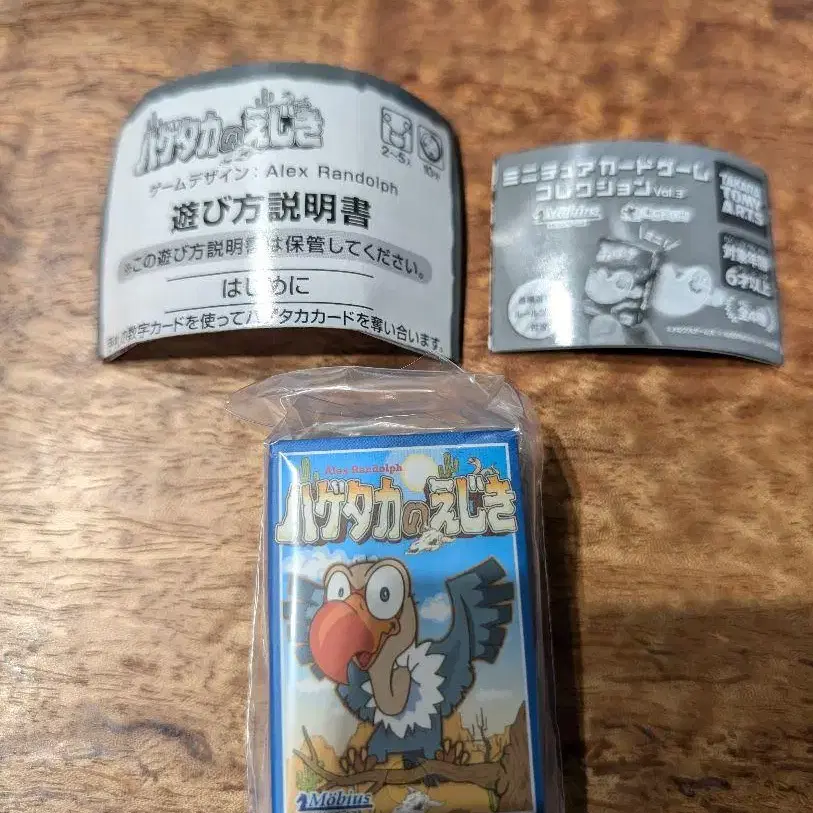 ハゲタカのえじき
2~5人
10才
ゲームデザイン: Alex Randolph
遊び方説明書
※この遊び方説明書は保管してください。
はじめに
数字カードを使ってハゲタカカードを奪い合います。
ミニチュアカードゲーム
コレクション Vol.3
TAKARA
TOMY
ARTS
Möbius
対象年齢
6才以上
全4種
Alex Randolph
ハゲタカのえじき
Möbius